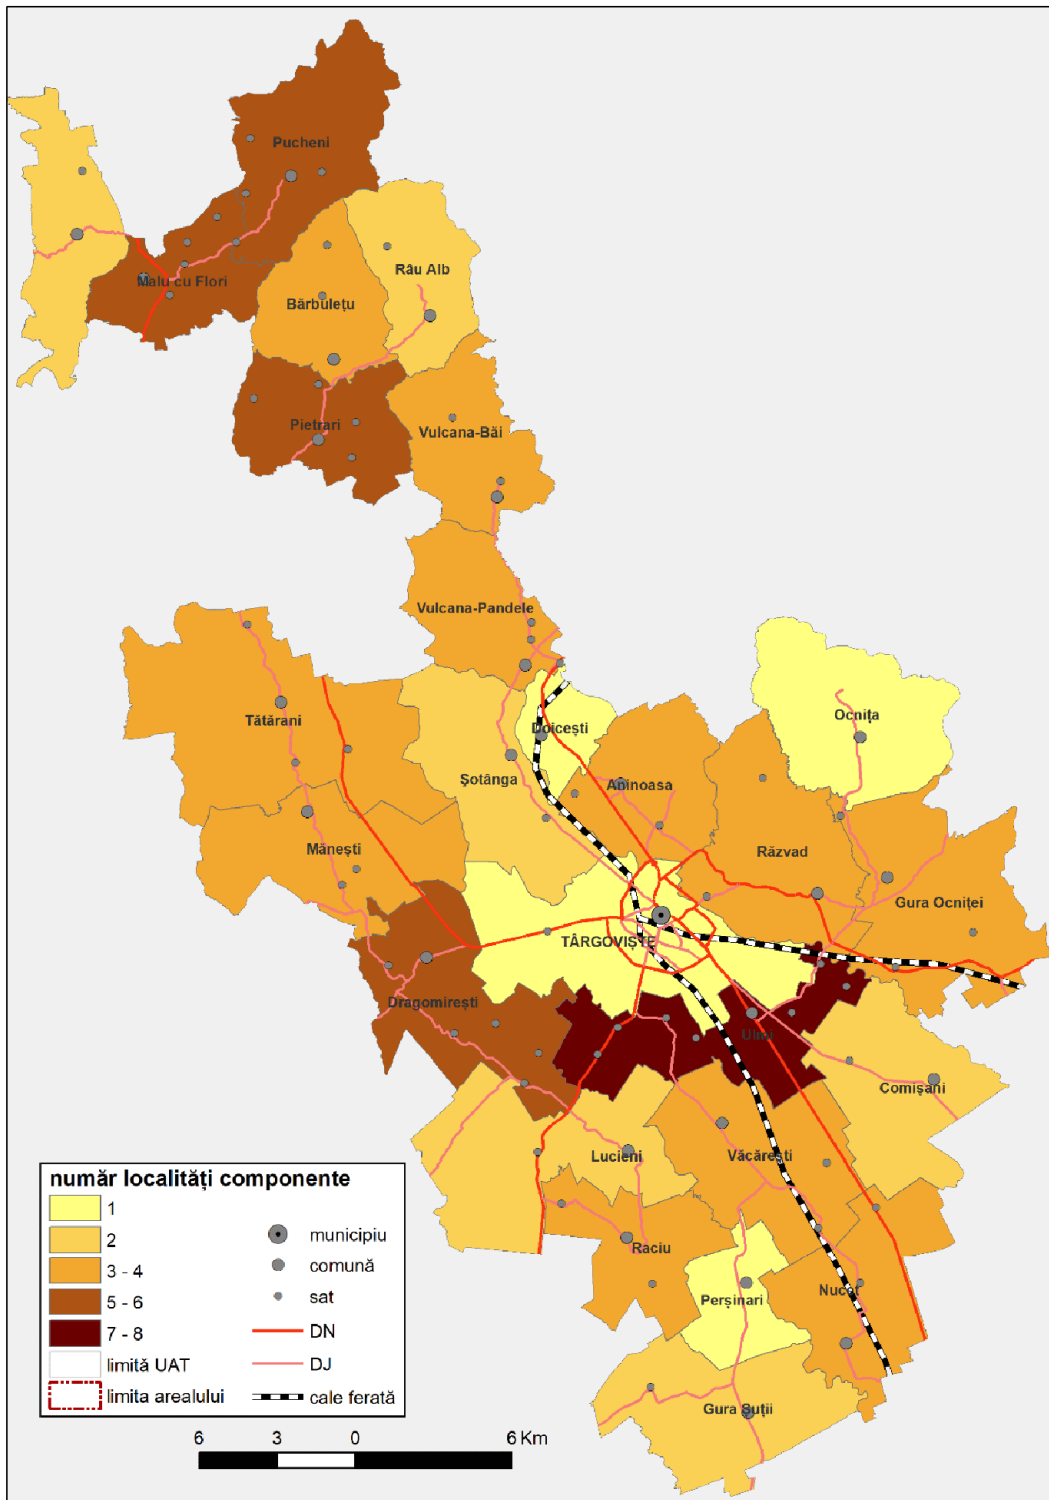 Pucheni
Râu Alb
Malu cu Flori
Bărbulețu
Pietrari
Vulcana-Băi
Vulcana-Pandele
Ocnița
Tătărani
Doicești
Șotânga
Aninoasa
Mănești
Răzvad
Gura Ocniței
TÂRGOVIȘTE
Dragomirești
Ulmi
Comișani
Lucieni
Văcărești
Raciu
Perșinari
Nucet
Gura Șuții
număr localități componente
1
2
3 - 4
5 - 6
7 - 8
limită UAT
limita arealului
municipiu
comună
sat
DN
DJ
cale ferată
6 3 0 6 Km